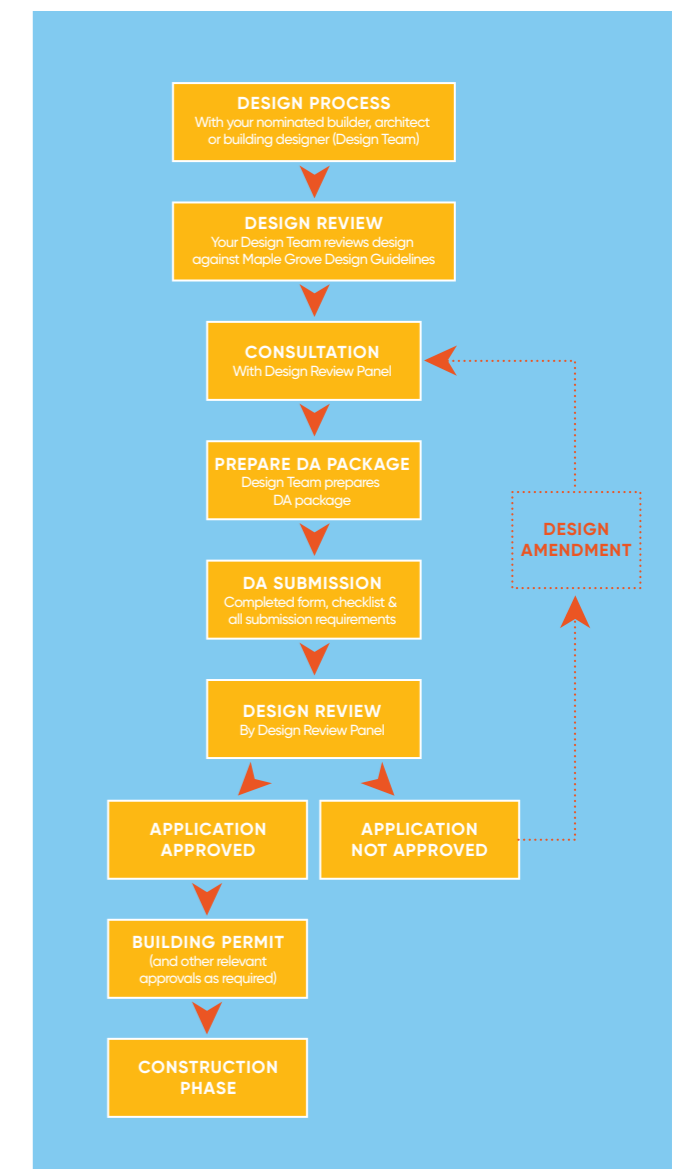 DESIGN PROCESS
With your nominated builder, architect
or building designer (Design Team)
DESIGN REVIEW
Your Design Team reviews design
against Maple Grove Design Guidelines
CONSULTATION
With Design Review Panel
PREPARE DA PACKAGE
Design Team prepares
DA package
DESIGN
AMENDMENT
DA SUBMISSION
Completed form, checklist &
all submission requirements
DESIGN REVIEW
By Design Review Panel
APPLICATION
APPROVED
APPLICATION
NOT APPROVED
BUILDING PERMIT
(and other relevant
approvals as required)
CONSTRUCTION
PHASE